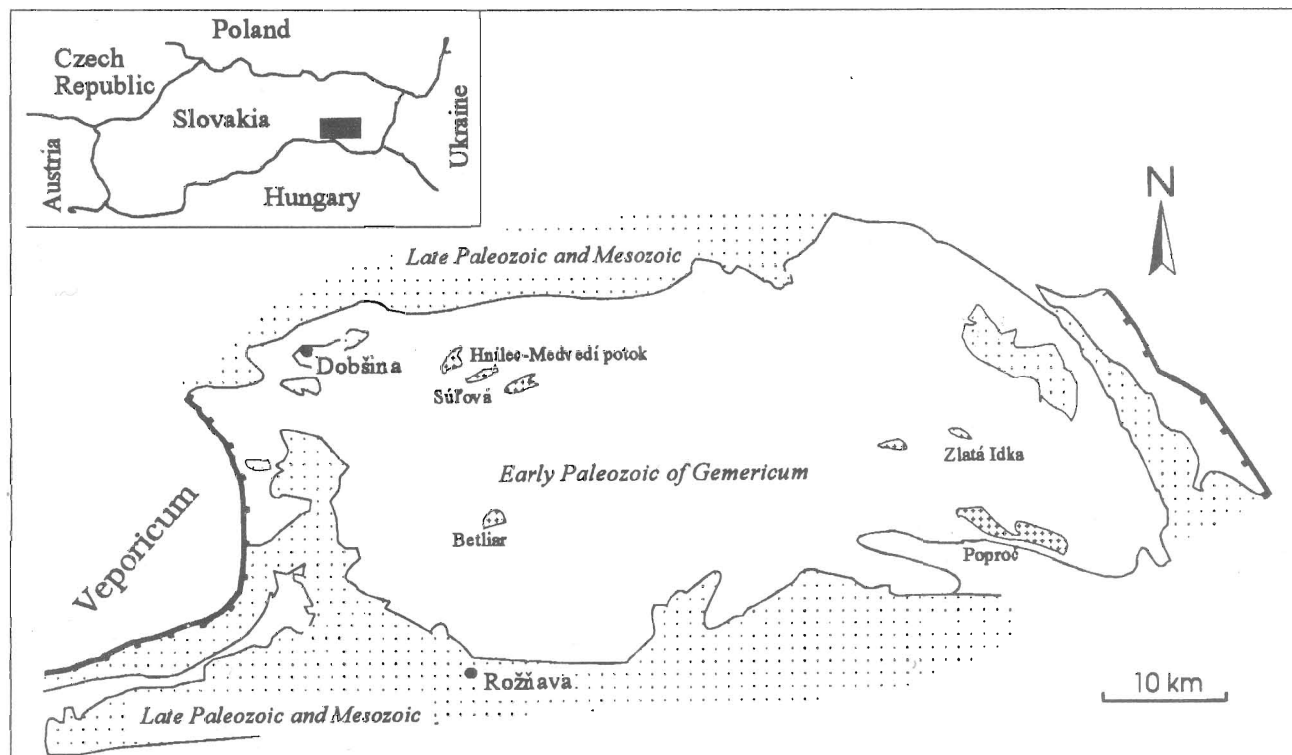 Poland
Czech
Republic
Slovakia
Ukraine
Austria
Hungary
N
Late Paleozoic and Mesozoic
Hnilec-Medvedí potok
Dobšina
Súľová
Zlatá Idka
Early Paleozoic of Gemericum
Betliar
Poproč
Veporicum
Rožňava
10 km
Late Paleozoic and Mesozoic